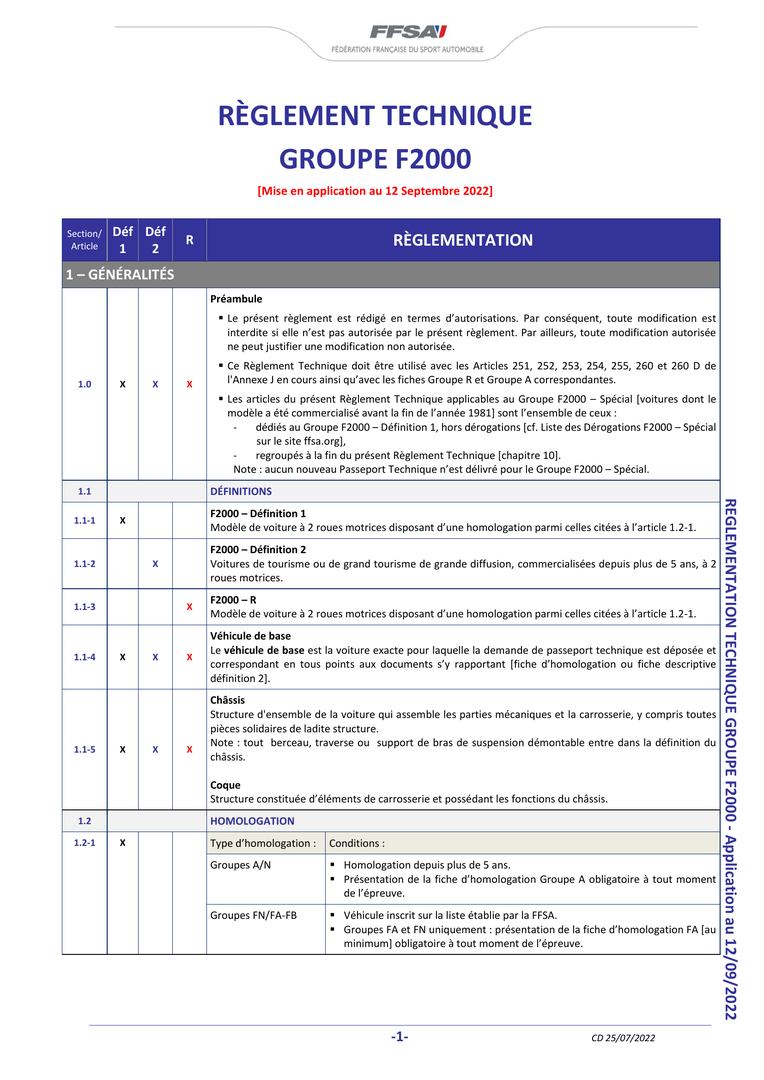 FFSA
FÉDÉRATION FRANÇAISE DU SPORT AUTOMOBILE
RÈGLEMENT TECHNIQUE
GROUPE F2000
[Mise en application au 12 Septembre 2022]
Section/ Article Déf 1 Déf 2 R RÈGLEMENTATION
1 – GÉNÉRALITÉS
1.0 X X X
Préambule
▪ Le présent règlement est rédigé en termes d'autorisations. Par conséquent, toute modification est
interdite si elle n'est pas autorisée par le présent règlement. Par ailleurs, toute modification autorisée
ne peut justifier une modification non autorisée.
▪ Ce Règlement Technique doit être utilisé avec les Articles 251, 252, 253, 254, 255, 260 et 260 D de
l'Annexe J en cours ainsi qu'avec les fiches Groupe R et Groupe A correspondantes.
▪ Les articles du présent Règlement Technique applicables au Groupe F2000 – Spécial [voitures dont le
modèle a été commercialisé avant la fin de l'année 1981] sont l'ensemble de ceux :
- dédiés au Groupe F2000 – Définition 1, hors dérogations [cf. Liste des Dérogations F2000 – Spécial
sur le site ffsa.org],
- regroupés à la fin du présent Règlement Technique [chapitre 10].
Note : aucun nouveau Passeport Technique n'est délivré pour le Groupe F2000 – Spécial.
1.1 DÉFINITIONS
1.1-1 X
F2000 – Définition 1
Modèle de voiture à 2 roues motrices disposant d'une homologation parmi celles citées à l'article 1.2-1.
1.1-2 X
F2000 – Définition 2
Voitures de tourisme ou de grand tourisme de grande diffusion, commercialisées depuis plus de 5 ans, à 2
roues motrices.
1.1-3 X
F2000 – R
Modèle de voiture à 2 roues motrices disposant d'une homologation parmi celles citées à l'article 1.2-1.
1.1-4 X X X
Véhicule de base
Le véhicule de base est la voiture exacte pour laquelle la demande de passeport technique est déposée et
correspondant en tous points aux documents s'y rapportant [fiche d'homologation ou fiche descriptive
définition 2].
1.1-5 X X X
Châssis
Structure d'ensemble de la voiture qui assemble les parties mécaniques et la carrosserie, y compris toutes
pièces solidaires de ladite structure.
Note : tout berceau, traverse ou support de bras de suspension démontable entre dans la définition du
châssis.
Coque
Structure constituée d'éléments de carrosserie et possédant les fonctions du châssis.
1.2 HOMOLOGATION
1.2-1 X Type d'homologation : Conditions :
Groupes A/N
▪ Homologation depuis plus de 5 ans.
▪ Présentation de la fiche d'homologation Groupe A obligatoire à tout moment
de l'épreuve.
Groupes FN/FA-FB
▪ Véhicule inscrit sur la liste établie par la FFSA.
▪ Groupes FA et FN uniquement : présentation de la fiche d'homologation FA [au
minimum] obligatoire à tout moment de l'épreuve.
REGLEMENTATION TECHNIQUE GROUPE F2000 - Application au 12/09/2022
-1-
CD 25/07/2022